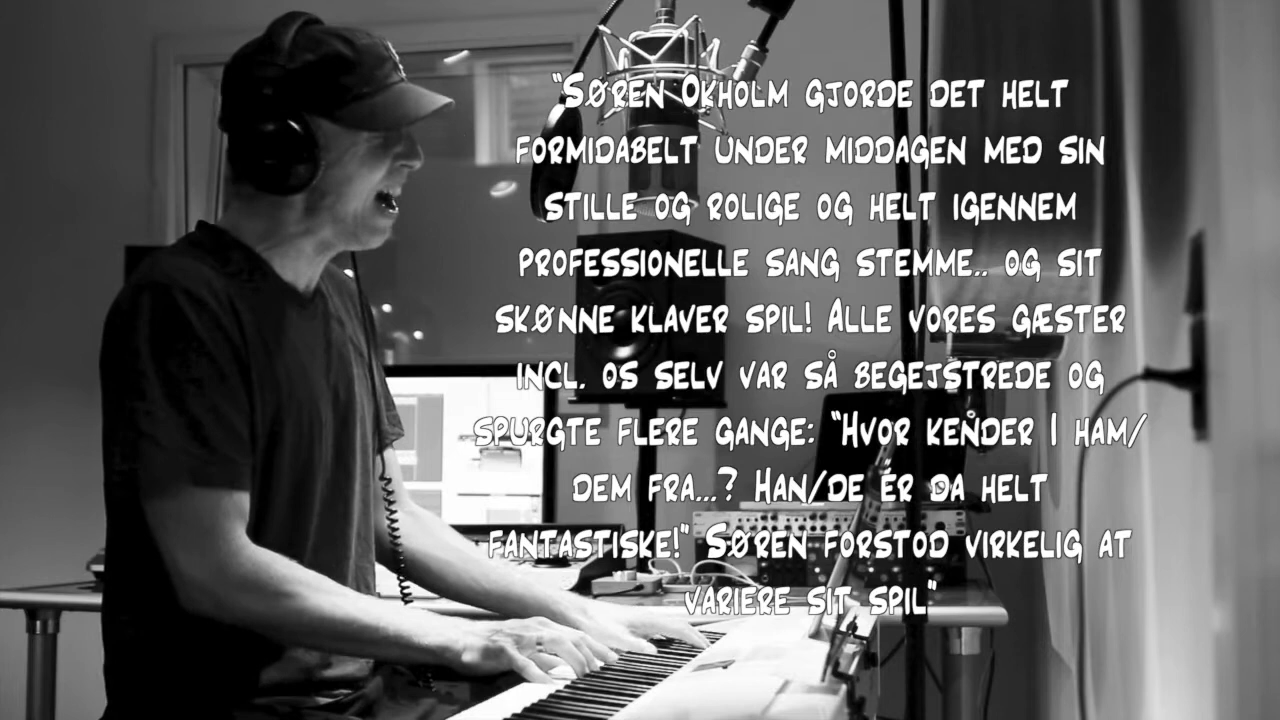 "Søren Okholm gjorde det helt
formidabelt under middagen med sin
stille og rolige og helt igennem
professionelle sang stemme.. og sit
skønne klaver spil! Alle vores gæster
incl. os selv var så begejstrede og
spurgte flere gange: "Hvor kender I ham/
dem fra...? Han/de ér da helt
fantastiske!" Søren forstod virkelig at
variere sit spil"